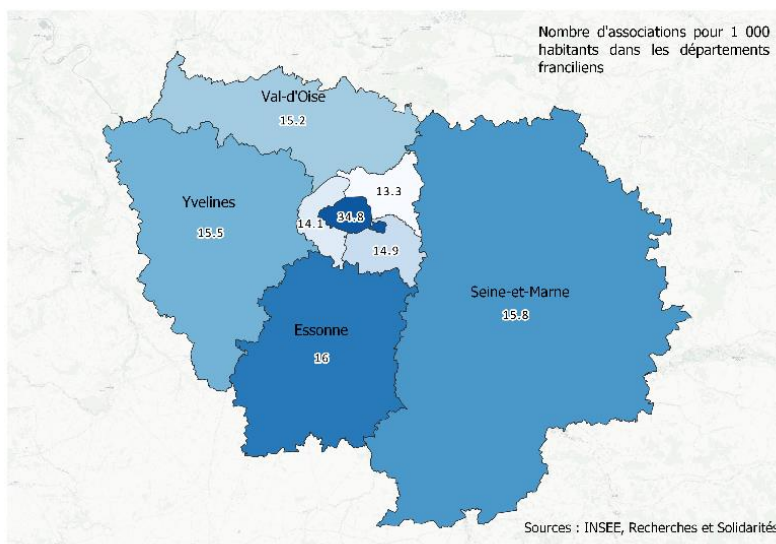 Nombre d'associations pour 1 000
habitants dans les départements
franciliens
Val-d'Oise
15.2
13.3
Yvelines
15.5
14.1
34.8
14.9
Seine-et-Marne
15.8
Essonne
16
Sources : INSEE, Recherches et Solidarités